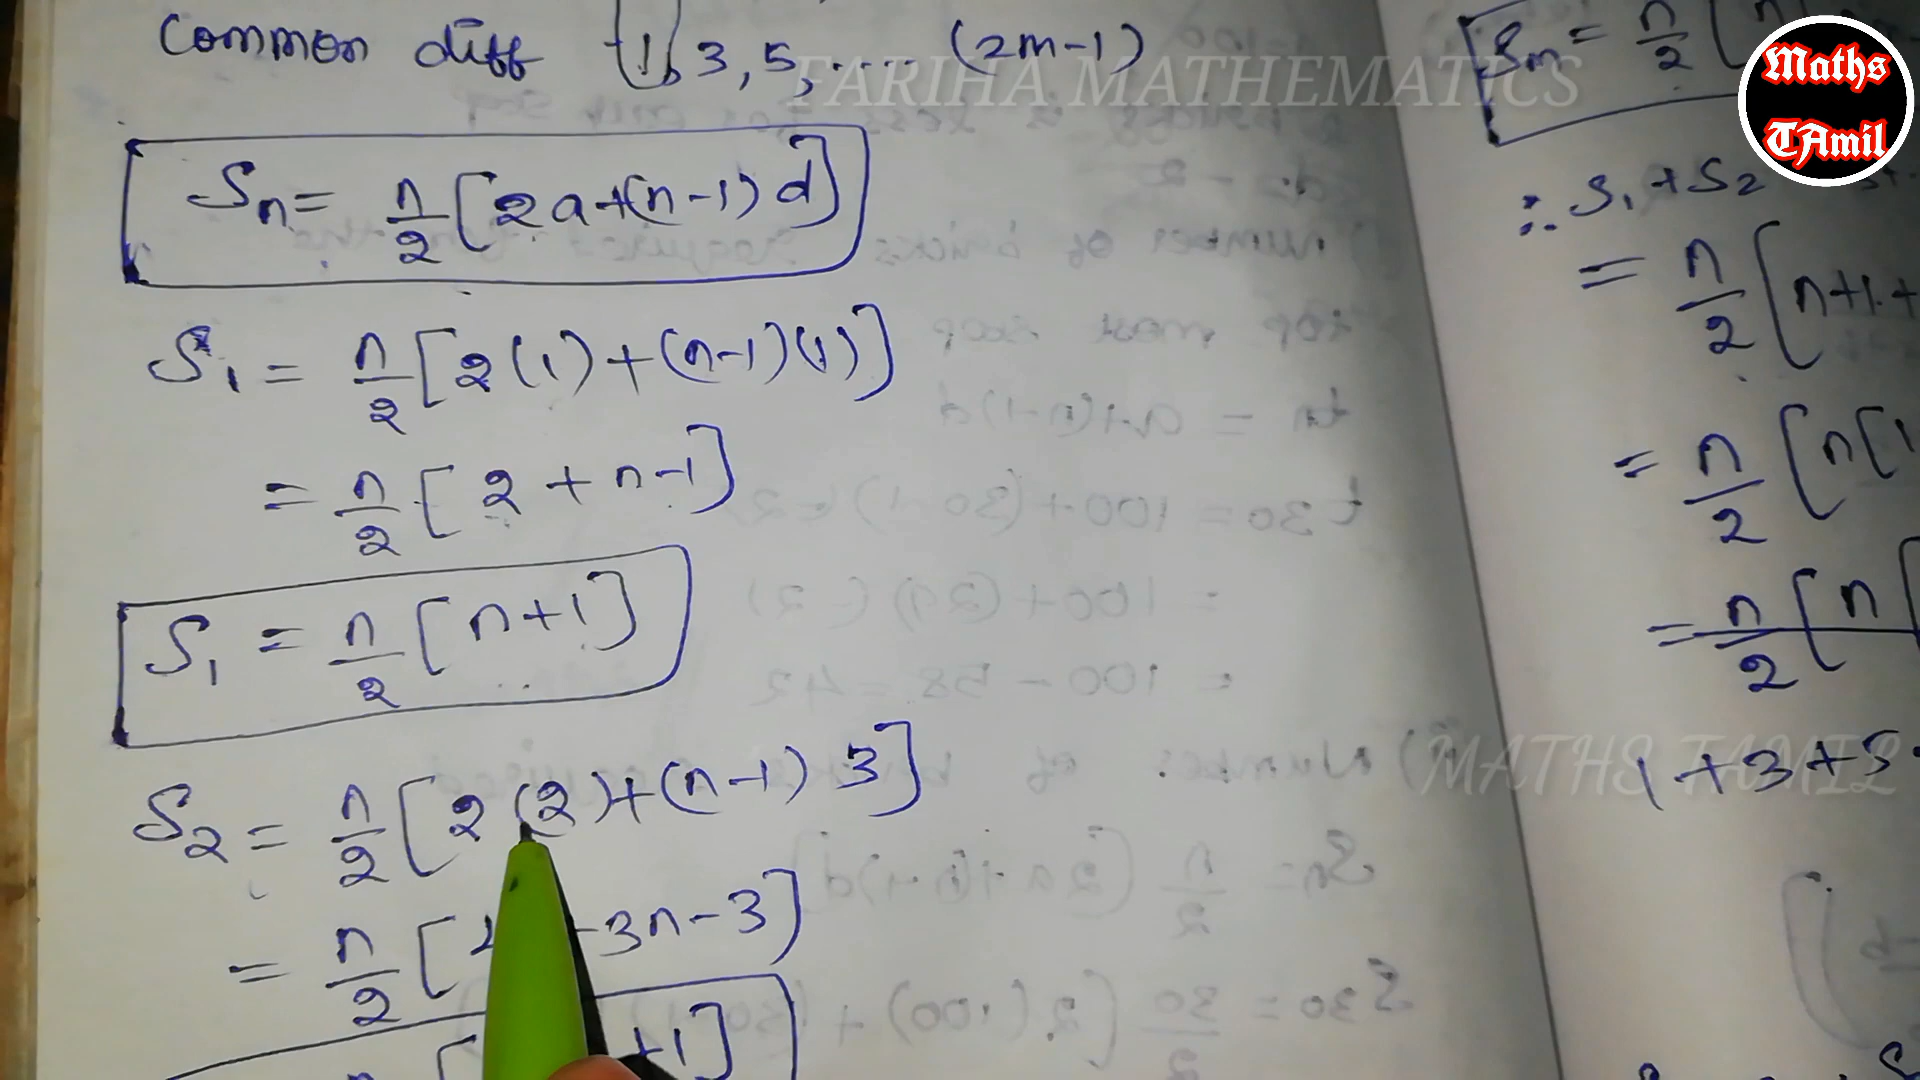 Common diff 1, 3, 5, .... (2m-1)
FARIHA MATHEMATICS
Maths
TAmil
Sn = n/2 [2a+(n-1)d]
S1 = n/2 [2(1)+(n-1)(1)]
= n/2 [2+n-1]
S1 = n/2 [n+1]
S2 = n/2 [2(2)+(n-1)3]
= n/2 [ -3n-3]
+1]
Sm = n/2 [
∴ S1+S2
= n/2 [n+1+
= n/2 [n[1
= n/2 [n[
MATHS TAMIL
1+3+5